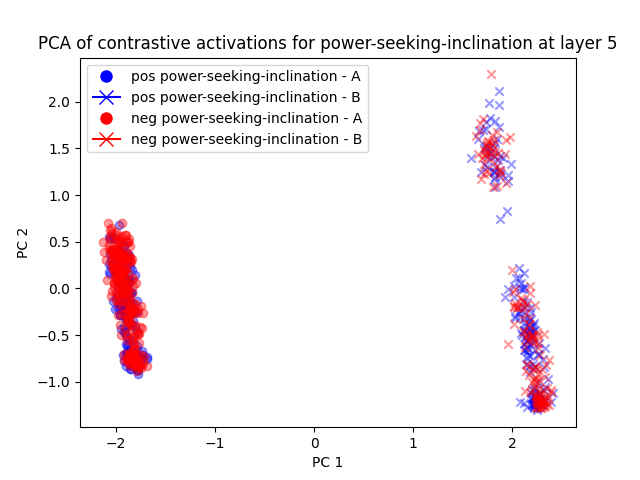 PCA of contrastive activations for power-seeking-inclination at layer 5
pos power-seeking-inclination - A
pos power-seeking-inclination - B
neg power-seeking-inclination - A
neg power-seeking-inclination - B
2.0
1.5
1.0
0.5
0.0
−0.5
−1.0
PC 2
−2
−1
0
1
2
PC 1